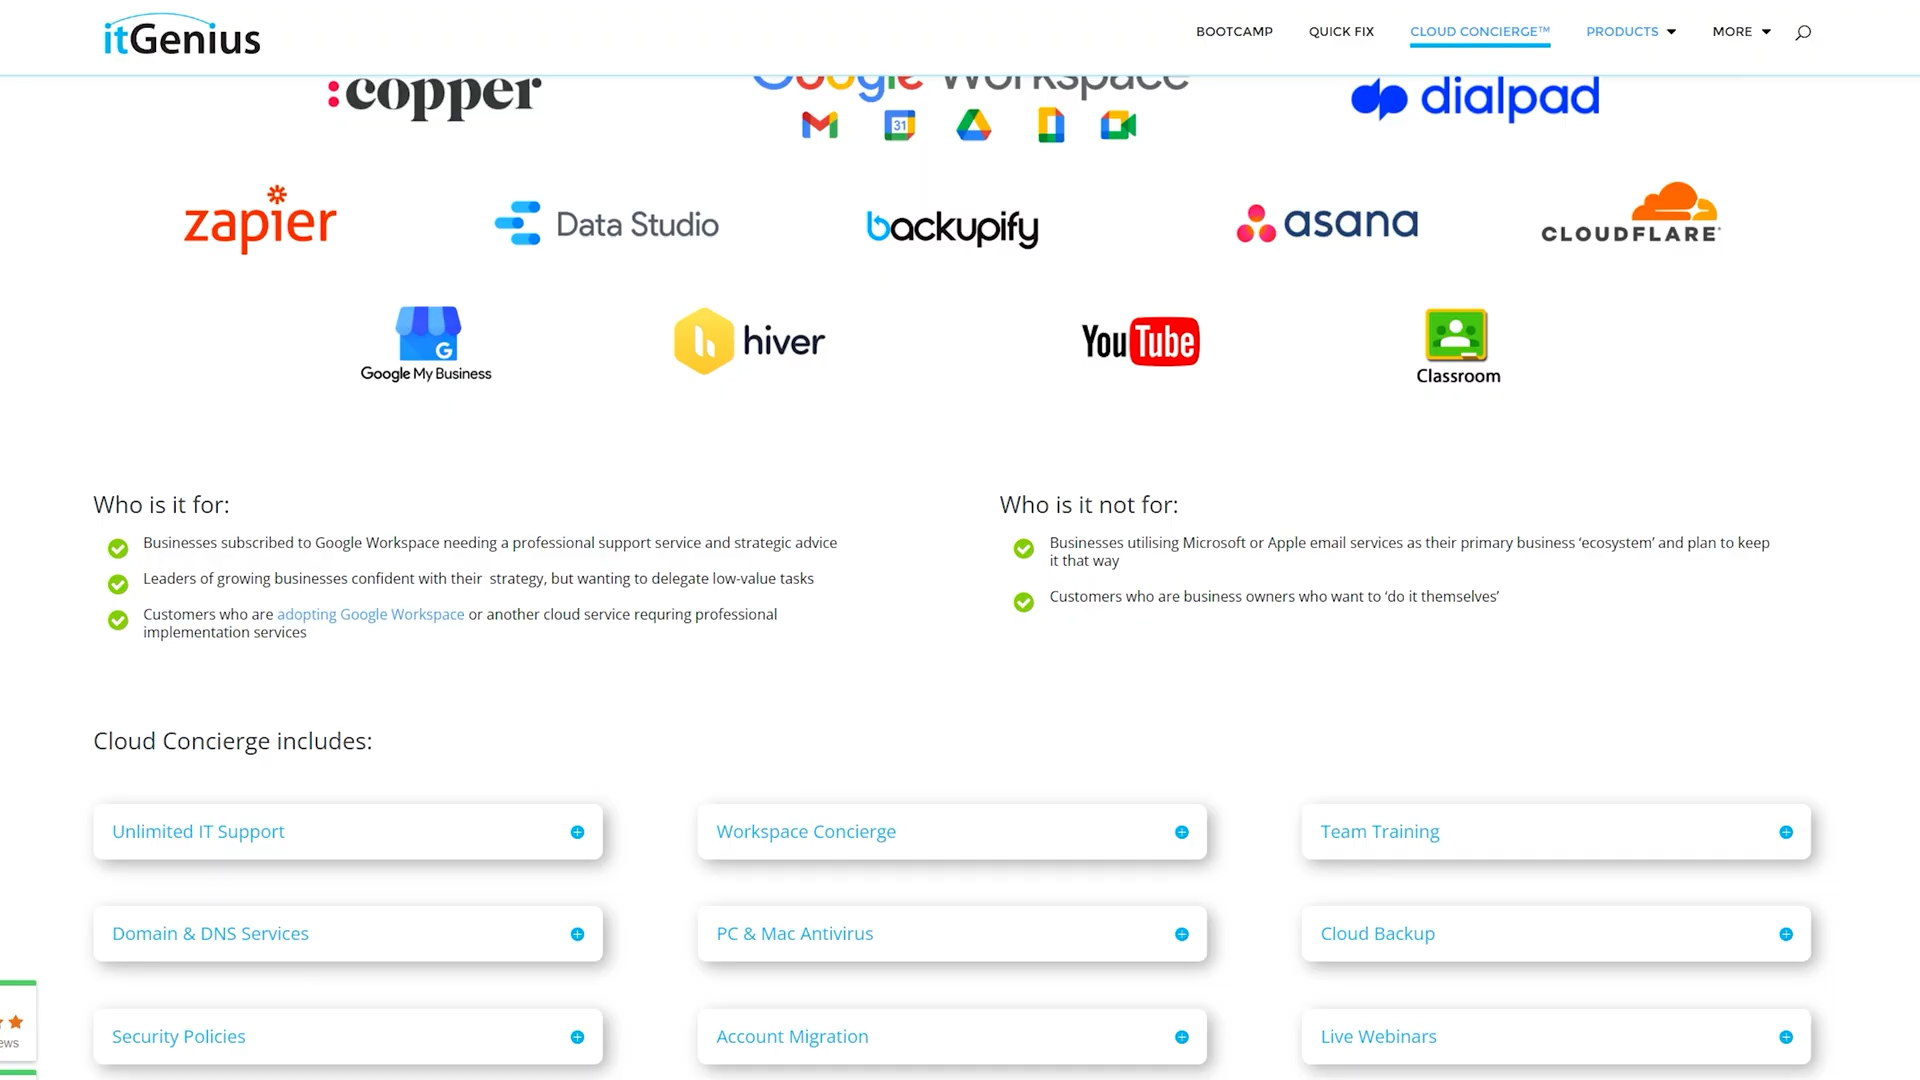 itGenius
BOOTCAMP
QUICK FIX
CLOUD CONCIERGE™
PRODUCTS
MORE
:copper
Google Workspace
31
dialpad
zapier
Data Studio
backupify
asana
CLOUDFLARE
G
Google My Business
h
hiver
YouTube
Classroom
Who is it for:
Businesses subscribed to Google Workspace needing a professional support service and strategic advice
Leaders of growing businesses confident with their strategy, but wanting to delegate low-value tasks
Customers who are adopting Google Workspace or another cloud service requring professional
implementation services
Who is it not for:
Businesses utilising Microsoft or Apple email services as their primary business ‘ecosystem’ and plan to keep
it that way
Customers who are business owners who want to ‘do it themselves’
Cloud Concierge includes:
Unlimited IT Support
Workspace Concierge
Team Training
Domain & DNS Services
PC & Mac Antivirus
Cloud Backup
Security Policies
Account Migration
Live Webinars
ews